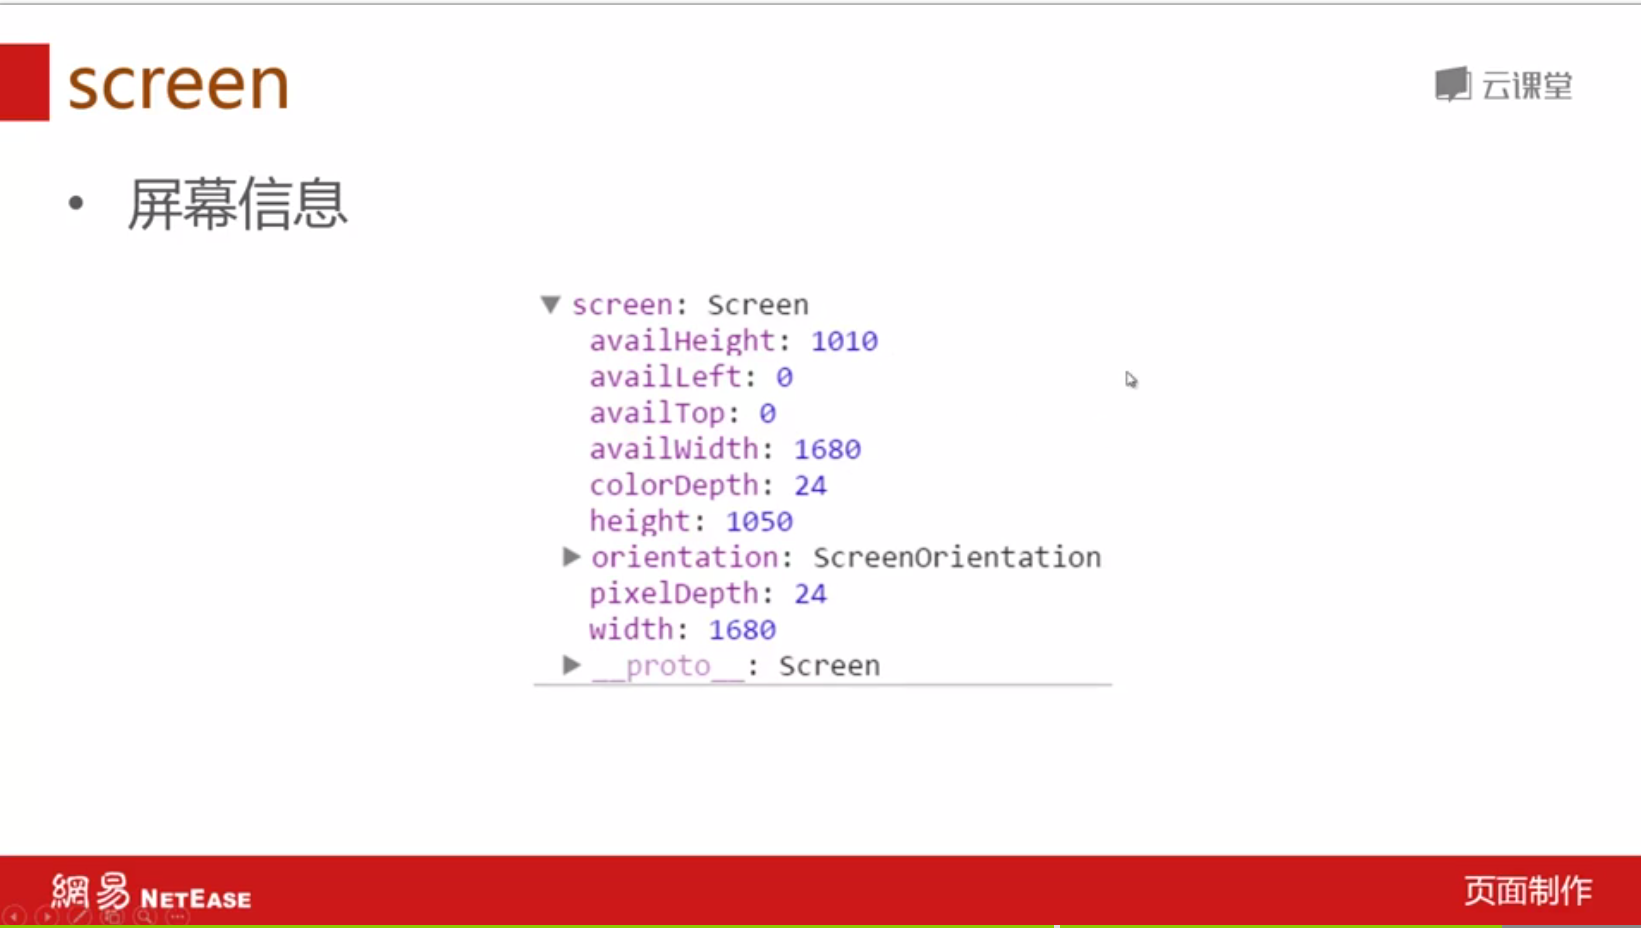 screen
云课堂
• 屏幕信息
▼ screen: Screen
availHeight: 1010
availLeft: 0
availTop: 0
availWidth: 1680
colorDepth: 24
height: 1050
▶ orientation: ScreenOrientation
pixelDepth: 24
width: 1680
▶ __proto__: Screen
網易 NETEASE
页面制作